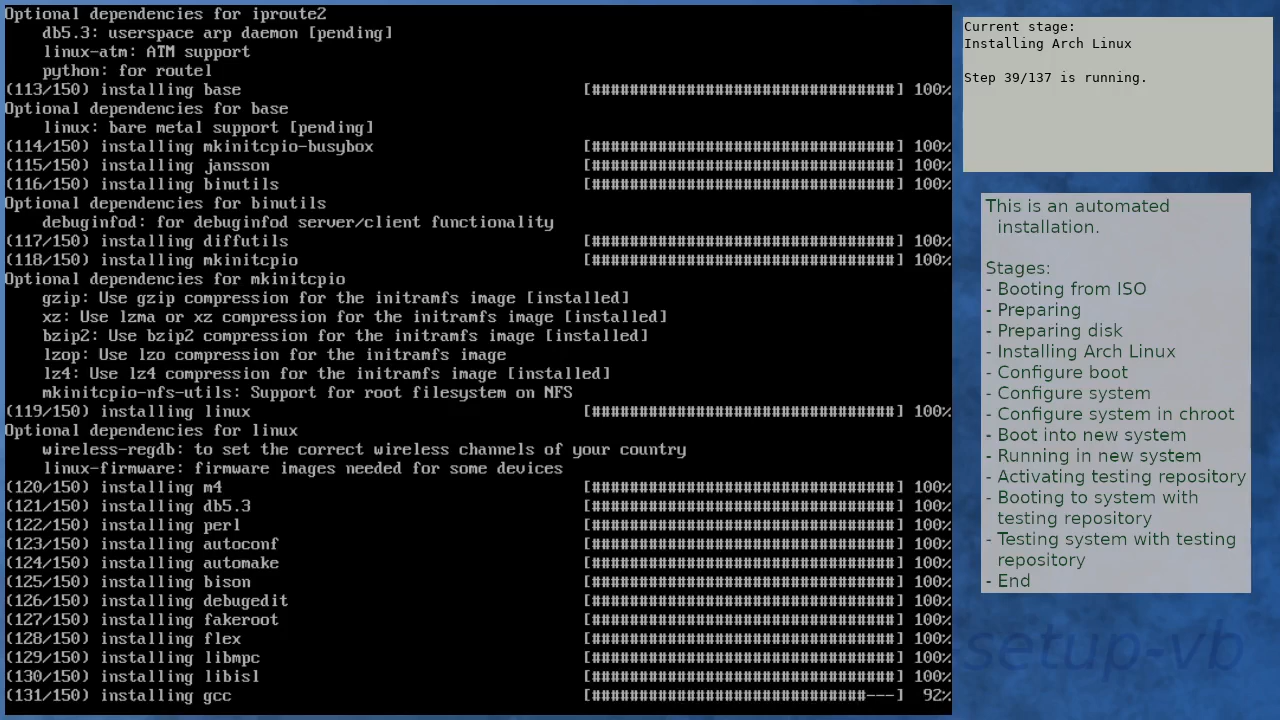 Optional dependencies for iproute2
db5.3: userspace arp daemon [pending]
linux-atm: ATM support
python: for routel
(113/150) installing base [################################] 100%
Optional dependencies for base
linux: bare metal support [pending]
(114/150) installing mkinitcpio-busybox [################################] 100%
(115/150) installing jansson [################################] 100%
(116/150) installing binutils [################################] 100%
Optional dependencies for binutils
debuginfod: for debuginfod server/client functionality
(117/150) installing diffutils [################################] 100%
(118/150) installing mkinitcpio [################################] 100%
Optional dependencies for mkinitcpio
gzip: Use gzip compression for the initramfs image [installed]
xz: Use lzma or xz compression for the initramfs image [installed]
bzip2: Use bzip2 compression for the initramfs image [installed]
lzop: Use lzo compression for the initramfs image
lz4: Use lz4 compression for the initramfs image [installed]
mkinitcpio-nfs-utils: Support for root filesystem on NFS
(119/150) installing linux [################################] 100%
Optional dependencies for linux
wireless-regdb: to set the correct wireless channels of your country
linux-firmware: firmware images needed for some devices
(120/150) installing m4 [################################] 100%
(121/150) installing db5.3 [################################] 100%
(122/150) installing perl [################################] 100%
(123/150) installing autoconf [################################] 100%
(124/150) installing automake [################################] 100%
(125/150) installing bison [################################] 100%
(126/150) installing debugedit [################################] 100%
(127/150) installing fakeroot [################################] 100%
(128/150) installing flex [################################] 100%
(129/150) installing libmpc [################################] 100%
(130/150) installing libisl [################################] 100%
(131/150) installing gcc [#############################---] 92%
Current stage:
Installing Arch Linux
Step 39/137 is running.
This is an automated
installation.
Stages:
- Booting from ISO
- Preparing
- Preparing disk
- Installing Arch Linux
- Configure boot
- Configure system
- Configure system in chroot
- Boot into new system
- Running in new system
- Activating testing repository
- Booting to system with
testing repository
- Testing system with testing
repository
- End
setup-vb